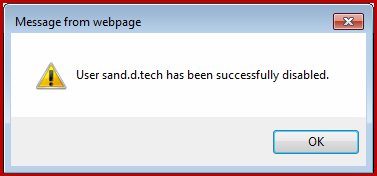 Message from webpage
User sand.d.tech has been successfully disabled.
OK